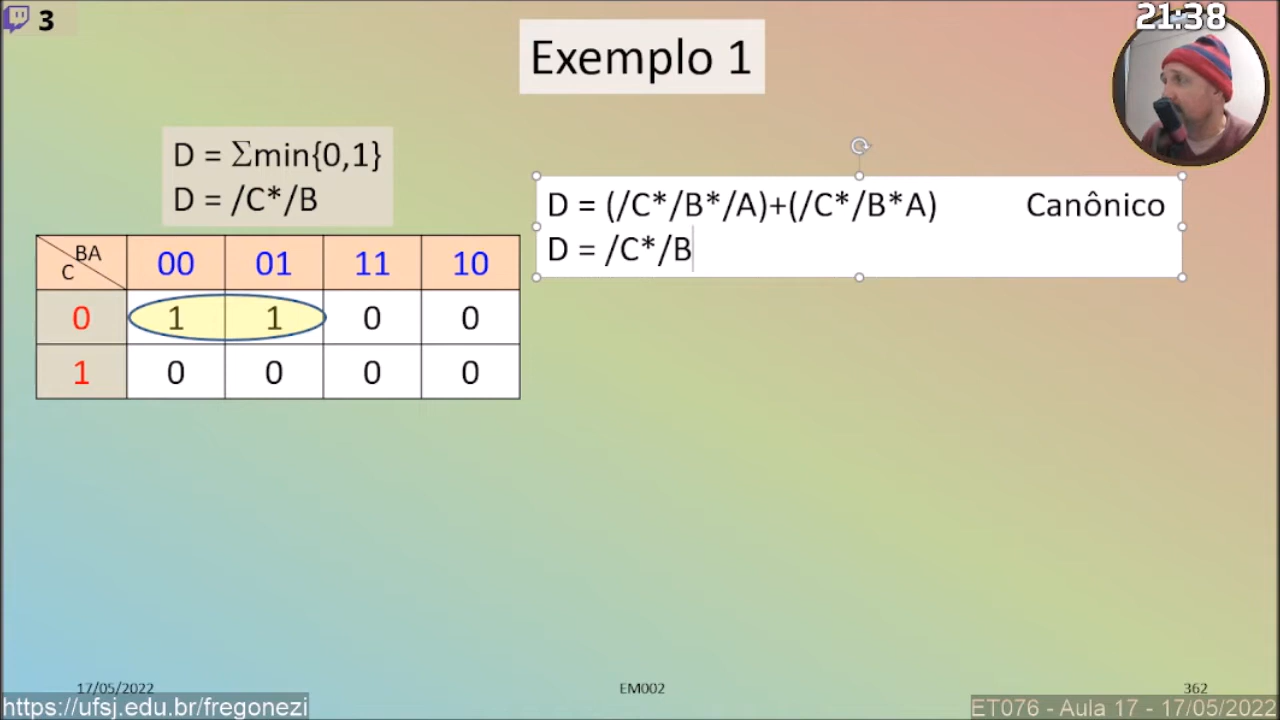 3
21:38
Exemplo 1
D = Σmin{0,1}
D = /C*/B
D = (/C*/B*/A)+(/C*/B*A) Canônico
D = /C*/B
BA
C
00 01 11 10
0 1 1 0 0
1 0 0 0 0
17/05/2022 EM002 362
https://ufsj.edu.br/fregonezi ET076 - Aula 17 - 17/05/2022